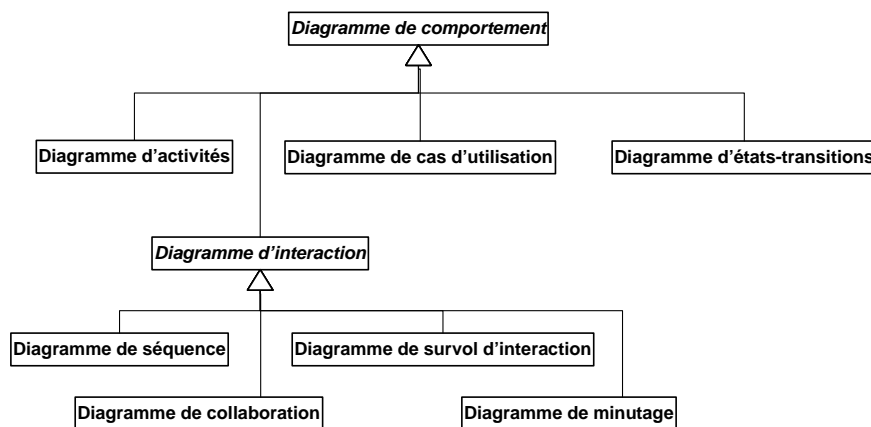 Diagramme de comportement
Diagramme d'activités
Diagramme de cas d'utilisation
Diagramme d'états-transitions
Diagramme d'interaction
Diagramme de séquence
Diagramme de survol d'interaction
Diagramme de collaboration
Diagramme de minutage